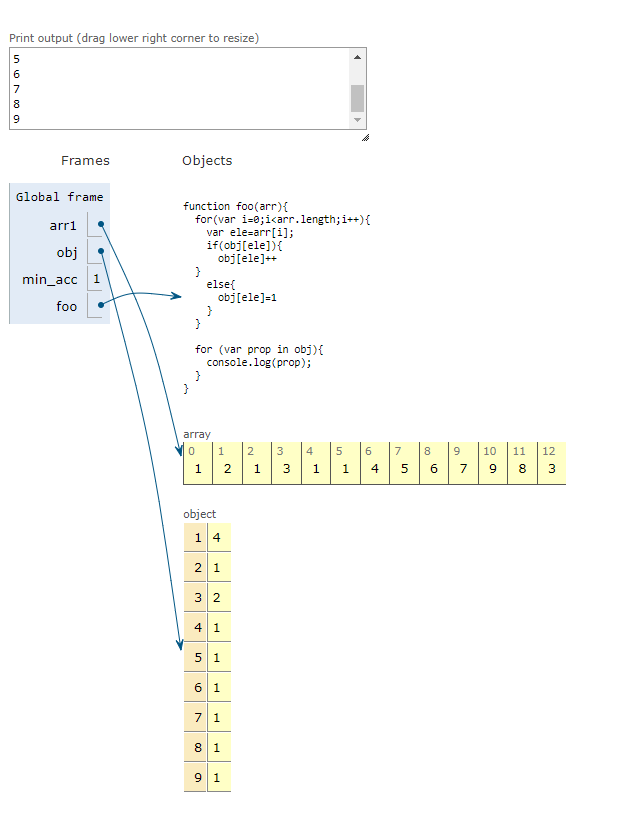 Print output (drag lower right corner to resize)
5
6
7
8
9
Frames Objects
Global frame
arr1
obj
min_acc 1
foo
function foo(arr){
  for(var i=0;i<arr.length;i++){
    var ele=arr[i];
    if(obj[ele]){
      obj[ele]++
  }
    else{
      obj[ele]=1
    }
  }

  for (var prop in obj){
    console.log(prop);
  }
}
array
0 1 2 3 4 5 6 7 8 9 10 11 12
1 2 1 3 1 1 4 5 6 7 9 8 3
object
1 4
2 1
3 2
4 1
5 1
6 1
7 1
8 1
9 1